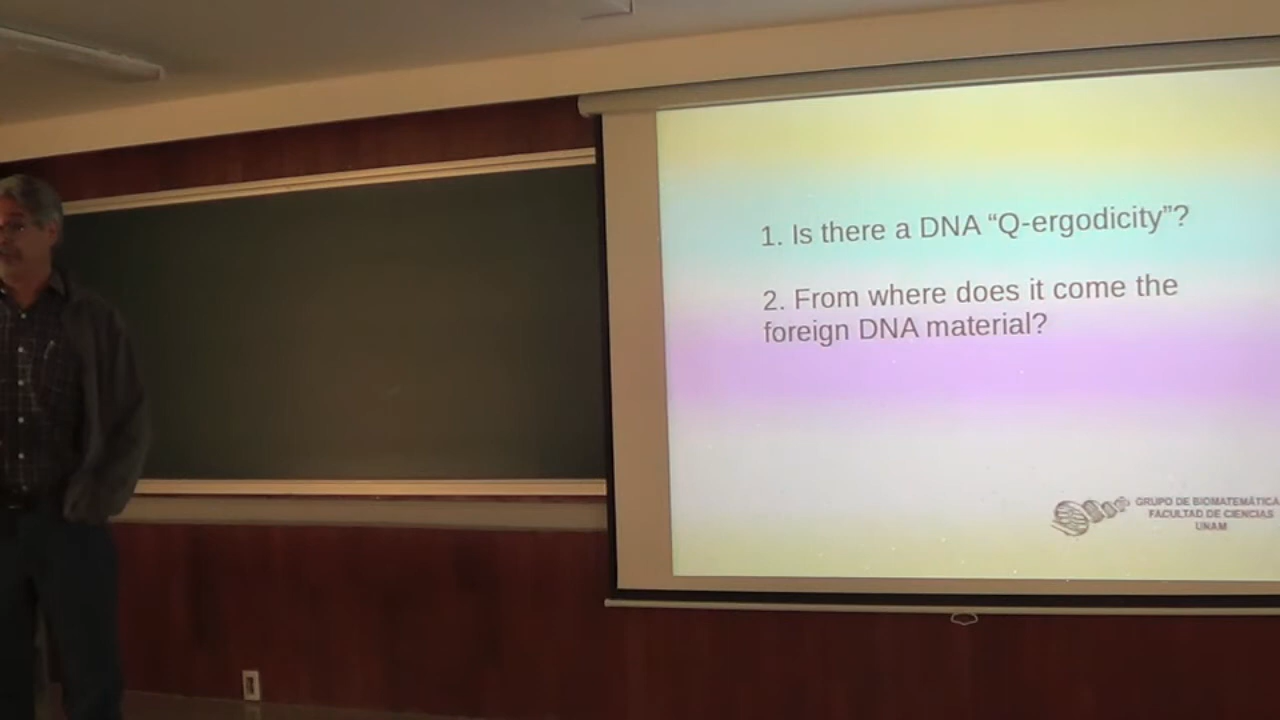 1. Is there a DNA “Q-ergodicity”?
2. From where does it come the
foreign DNA material?
GRUPO DE BIOMATEMÁTICA
FACULTAD DE CIENCIAS
UNAM